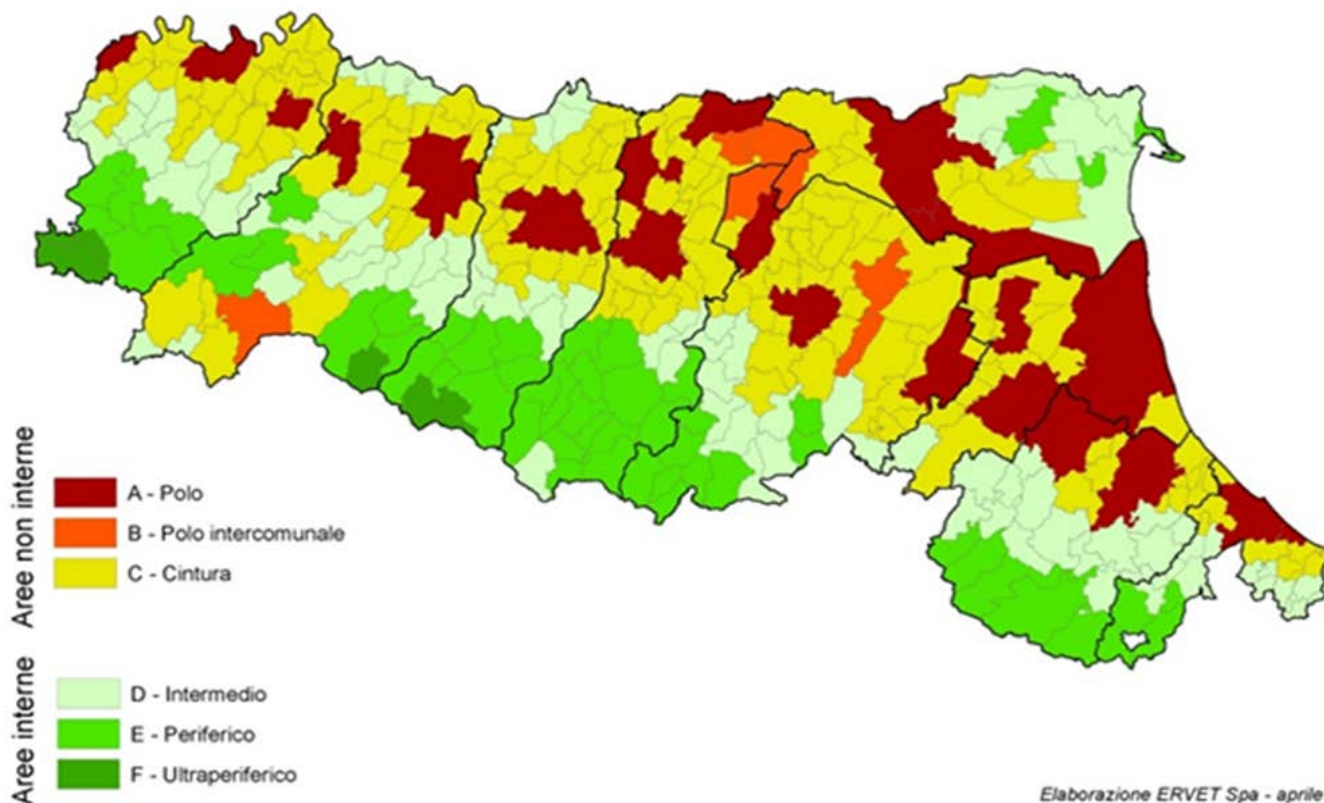 Aree non interne
A - Polo
B - Polo intercomunale
C - Cintura
Aree interne
D - Intermedio
E - Periferico
F - Ultraperiferico
Elaborazione ERVET Spa - aprile